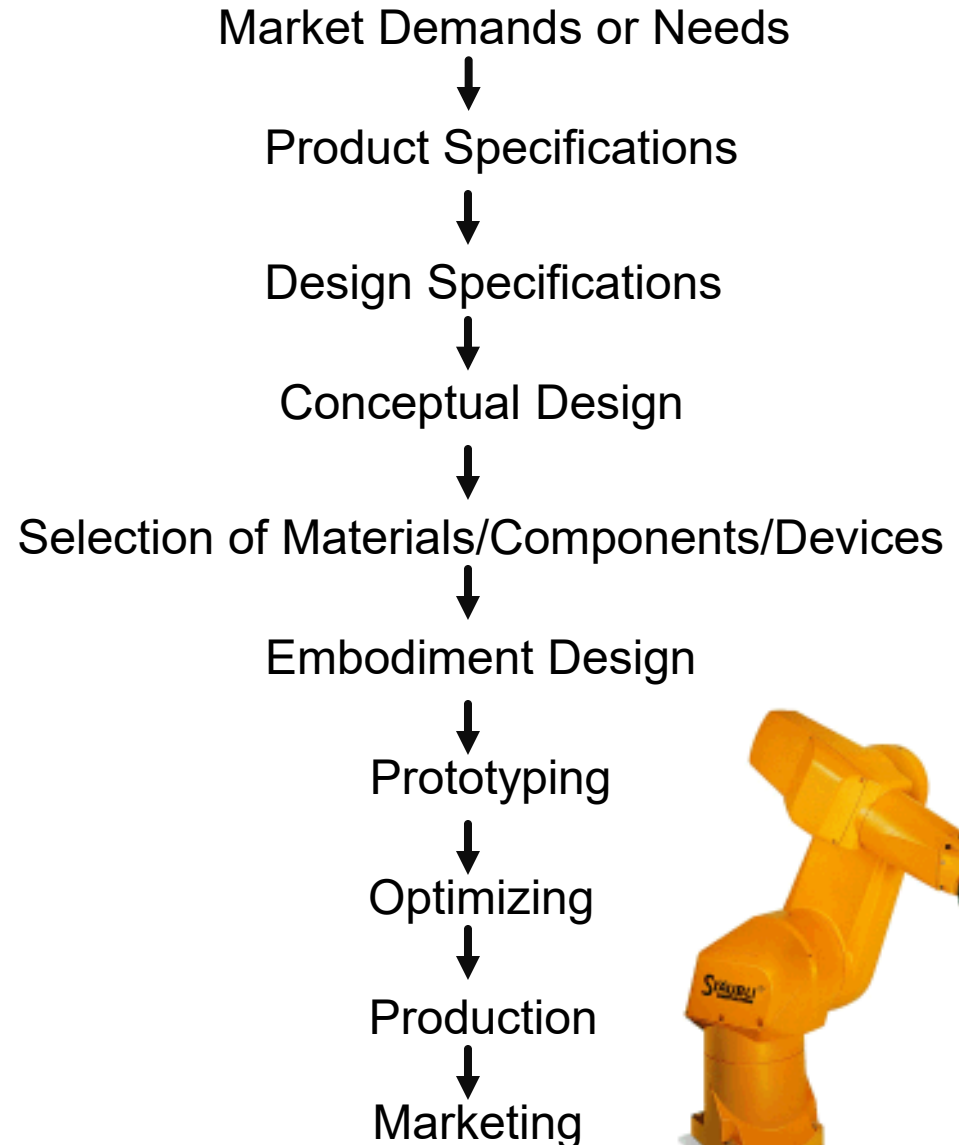 Market Demands or Needs
Product Specifications
Design Specifications
Conceptual Design
Selection of Materials/Components/Devices
Embodiment Design
Prototyping
Optimizing
STÄUBLI
Production
Marketing